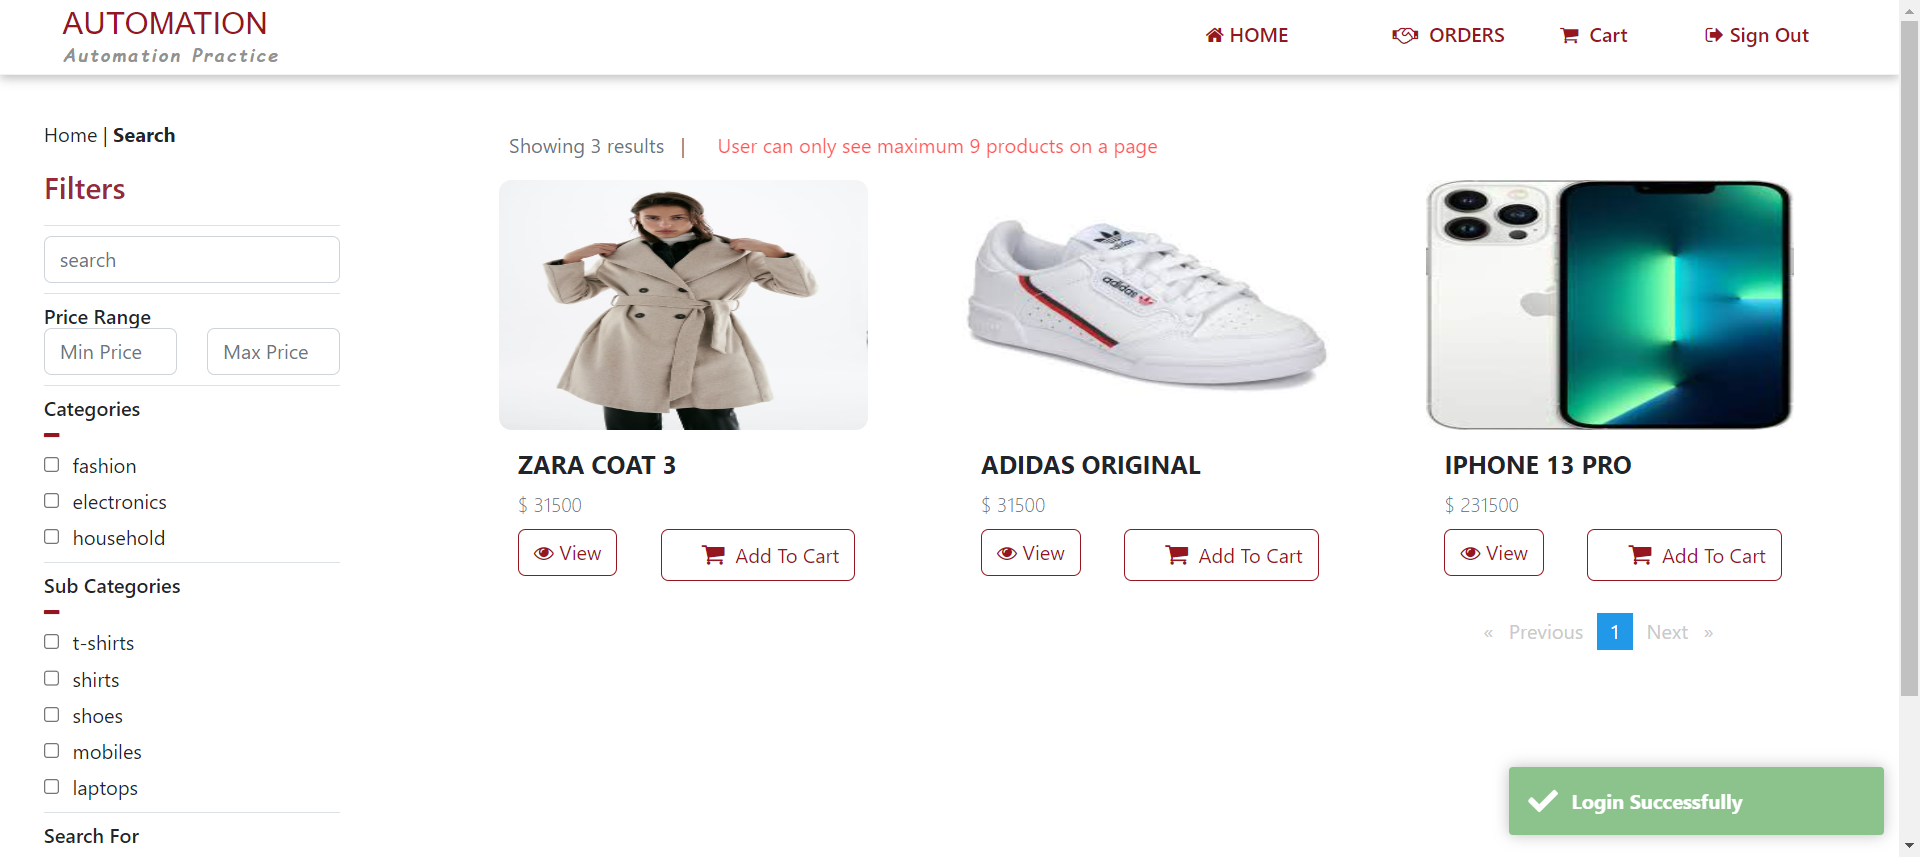 AUTOMATION
Automation Practice
HOME
ORDERS
Cart
Sign Out
Home | Search
Filters
search
Price Range
Min Price
Max Price
Categories
fashion
electronics
household
Sub Categories
t-shirts
shirts
shoes
mobiles
laptops
Search For
Showing 3 results | User can only see maximum 9 products on a page
adidas
adidas
ZARA COAT 3
$ 31500
View
Add To Cart
ADIDAS ORIGINAL
$ 31500
View
Add To Cart
IPHONE 13 PRO
$ 231500
View
Add To Cart
« Previous 1 Next »
Login Successfully